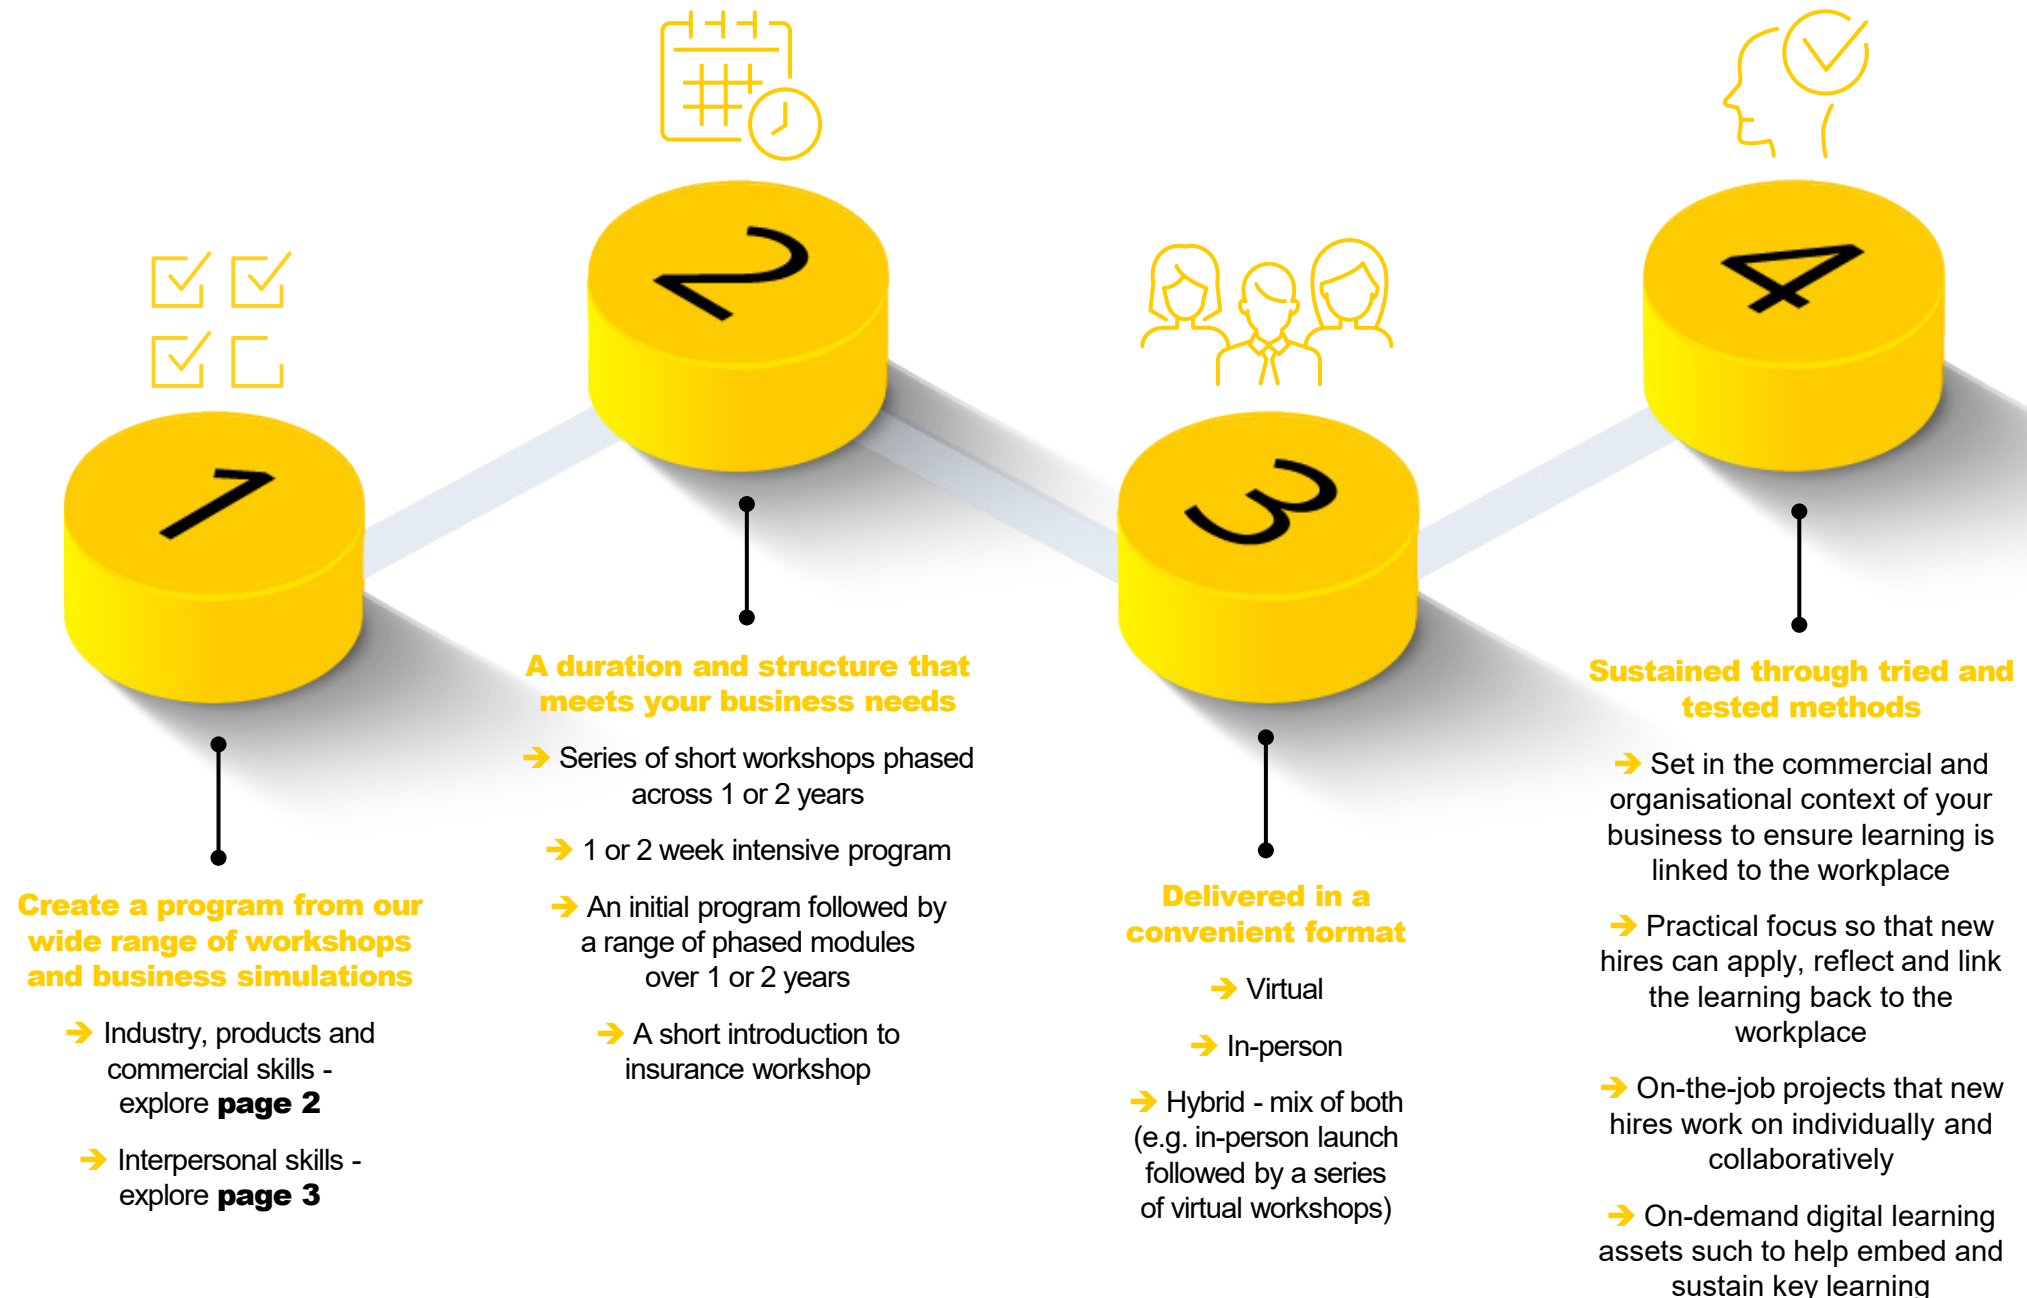 1
Create a program from our
wide range of workshops
and business simulations
→ Industry, products and
commercial skills -
explore page 2
→ Interpersonal skills -
explore page 3
2
A duration and structure that
meets your business needs
→ Series of short workshops phased
across 1 or 2 years
→ 1 or 2 week intensive program
→ An initial program followed by
a range of phased modules
over 1 or 2 years
→ A short introduction to
insurance workshop
3
Delivered in a
convenient format
→ Virtual
→ In-person
→ Hybrid - mix of both
(e.g. in-person launch
followed by a series
of virtual workshops)
4
Sustained through tried and
tested methods
→ Set in the commercial and
organisational context of your
business to ensure learning is
linked to the workplace
→ Practical focus so that new
hires can apply, reflect and link
the learning back to the
workplace
→ On-the-job projects that new
hires work on individually and
collaboratively
→ On-demand digital learning
assets such to help embed and
sustain key learning